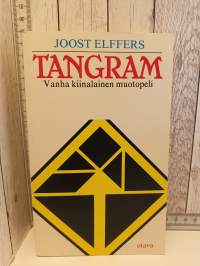 JOOST ELFFERS
TANGRAM
Vanha kiinalainen muotopeli
otava